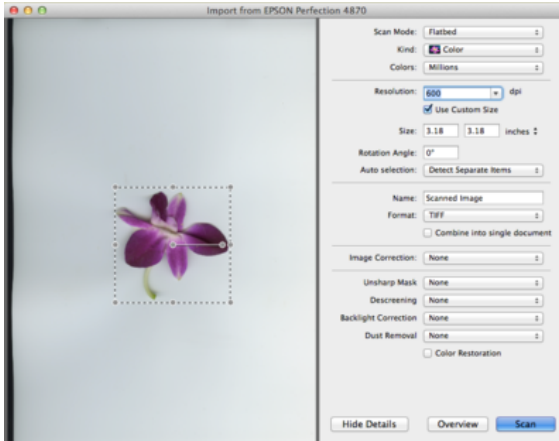 Import from EPSON Perfection 4870
Scan Mode: Flatbed
Kind: Color
Colors: Millions
Resolution: 600 dpi
Use Custom Size
Size: 3.18 3.18 inches
Rotation Angle: 0°
Auto selection: Detect Separate Items
Name: Scanned Image
Format: TIFF
Combine into single document
Image Correction: None
Unsharp Mask None
Descreening None
Backlight Correction None
Dust Removal None
Color Restoration
Hide Details Overview Scan